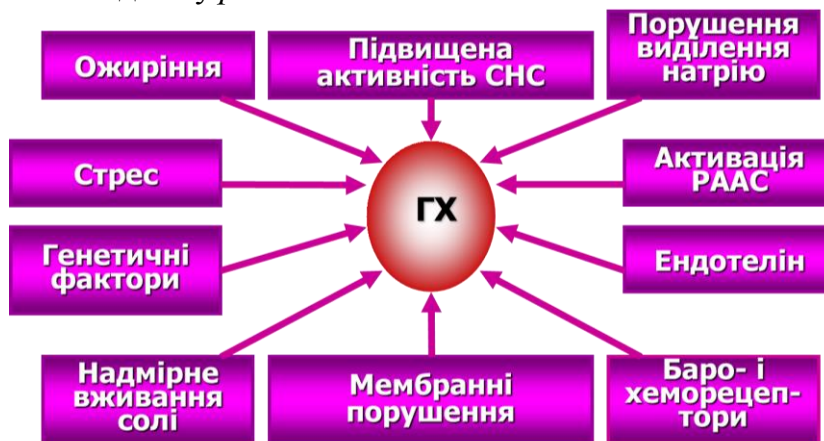 Ожиріння
Підвищена
активність СНС
Порушення
виділення
натрію
Стрес
ГХ
Активація
РААС
Генетичні
фактори
Ендотелін
Надмірне
вживання
солі
Мембранні
порушення
Баро- і
хеморецеп-
тори